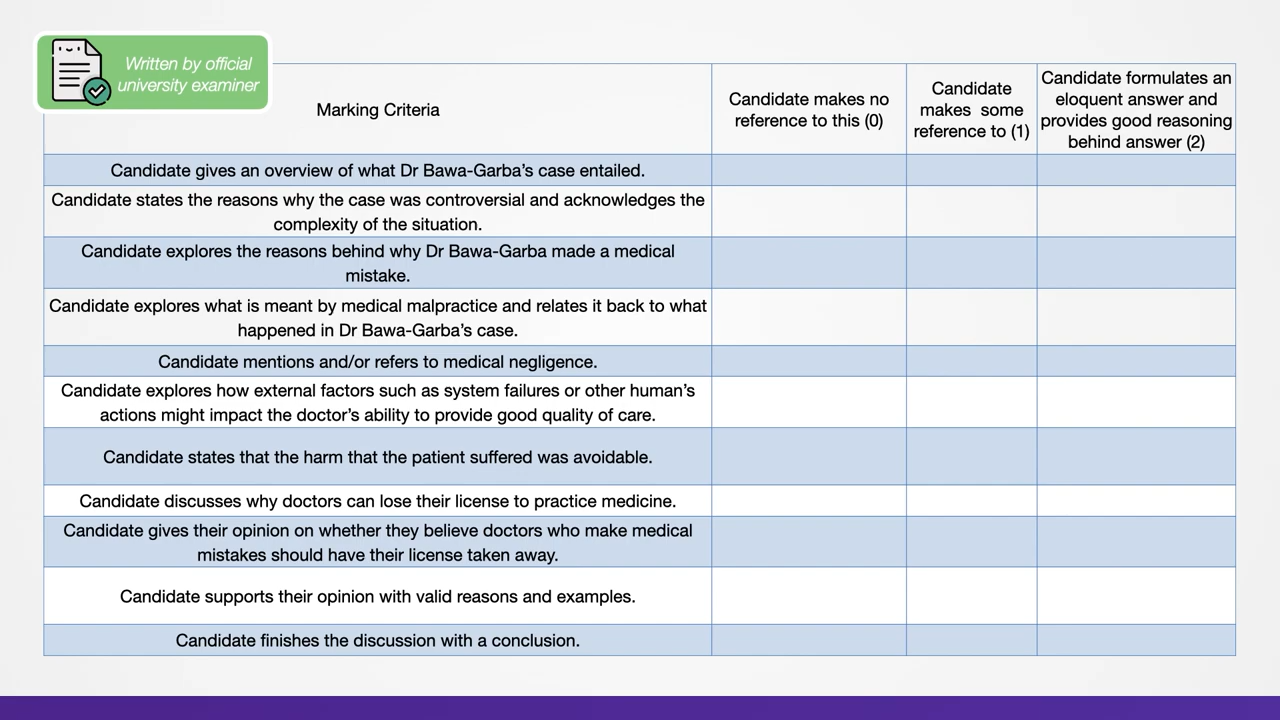 Written by official
university examiner
Marking Criteria
Candidate makes no
reference to this (0)
Candidate
makes some
reference to (1)
Candidate formulates an
eloquent answer and
provides good reasoning
behind answer (2)
Candidate gives an overview of what Dr Bawa-Garba's case entailed.
Candidate states the reasons why the case was controversial and acknowledges the
complexity of the situation.
Candidate explores the reasons behind why Dr Bawa-Garba made a medical
mistake.
Candidate explores what is meant by medical malpractice and relates it back to what
happened in Dr Bawa-Garba's case.
Candidate mentions and/or refers to medical negligence.
Candidate explores how external factors such as system failures or other human's
actions might impact the doctor's ability to provide good quality of care.
Candidate states that the harm that the patient suffered was avoidable.
Candidate discusses why doctors can lose their license to practice medicine.
Candidate gives their opinion on whether they believe doctors who make medical
mistakes should have their license taken away.
Candidate supports their opinion with valid reasons and examples.
Candidate finishes the discussion with a conclusion.